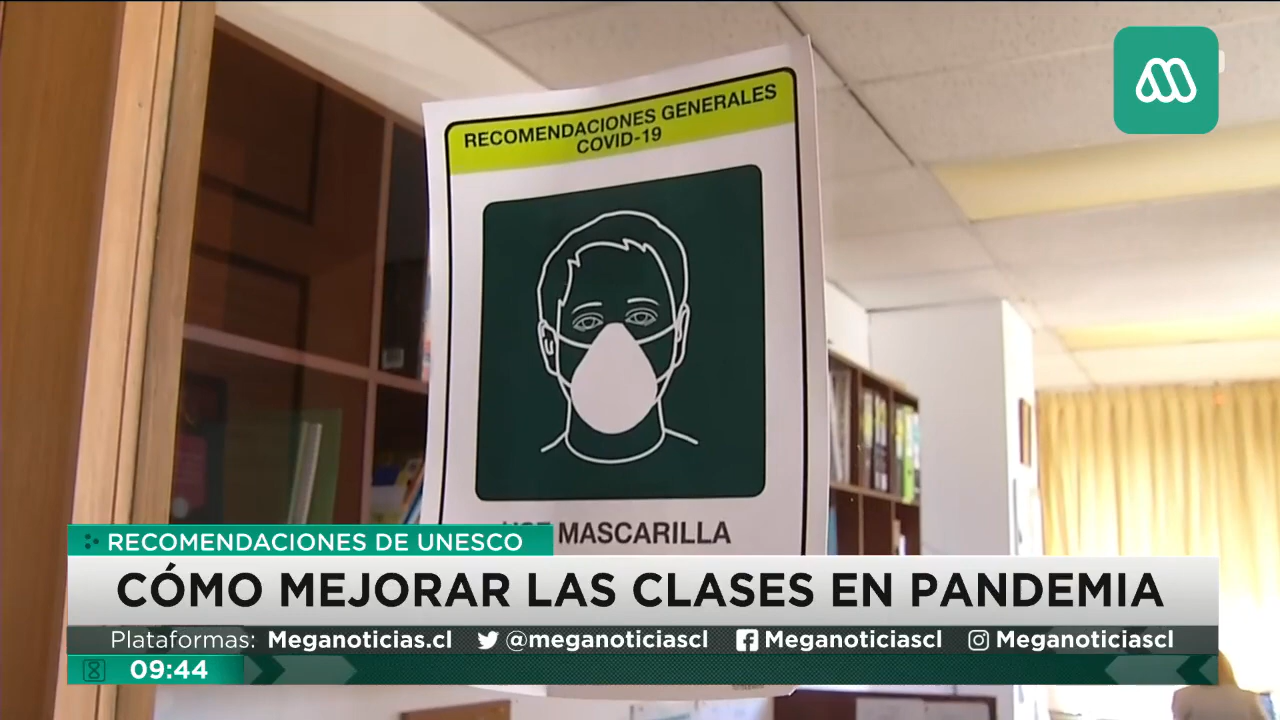 RECOMENDACIONES GENERALES
COVID-19
MASCARILLA
RECOMENDACIONES DE UNESCO
CÓMO MEJORAR LAS CLASES EN PANDEMIA
Plataformas: Meganoticias.cl @meganoticiascl Meganoticiascl Meganoticiascl
09:44